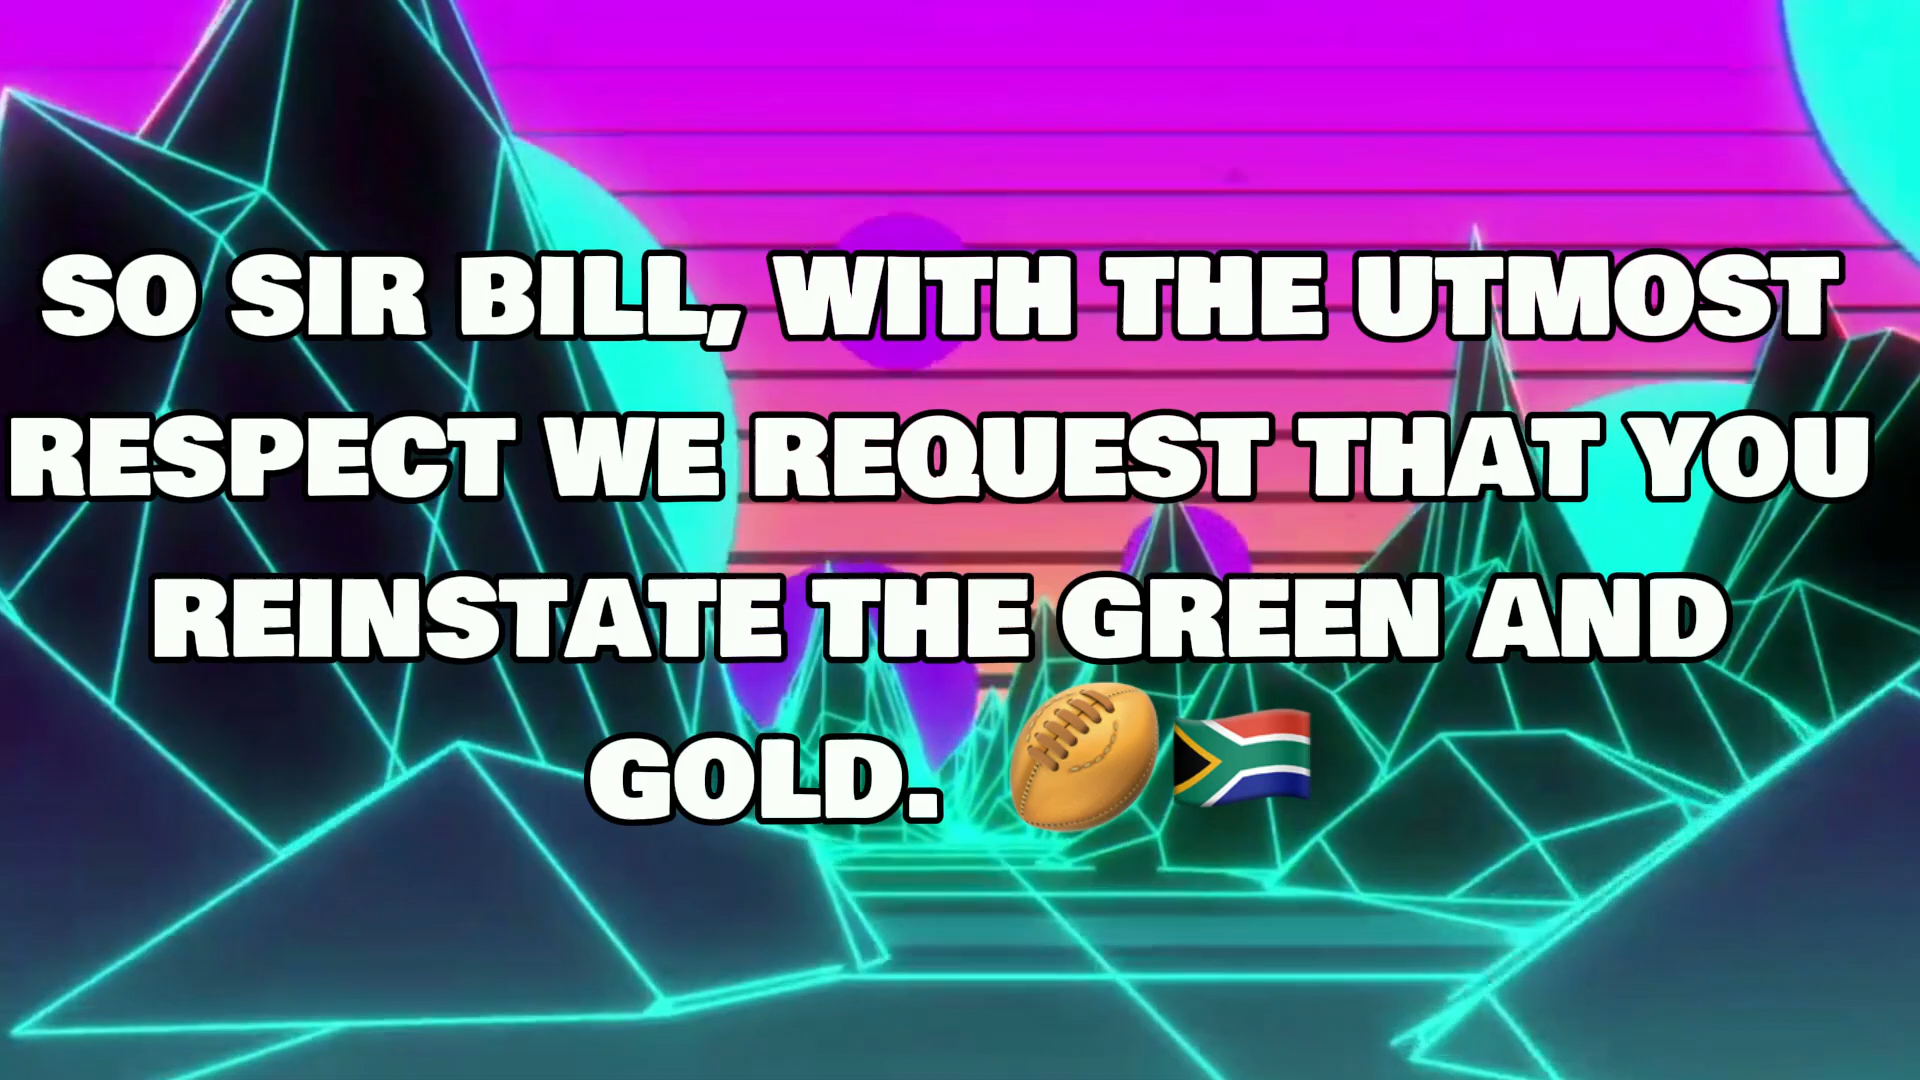 SO SIR BILL, WITH THE UTMOST
RESPECT WE REQUEST THAT YOU
REINSTATE THE GREEN AND
GOLD. 🏉🇿🇦